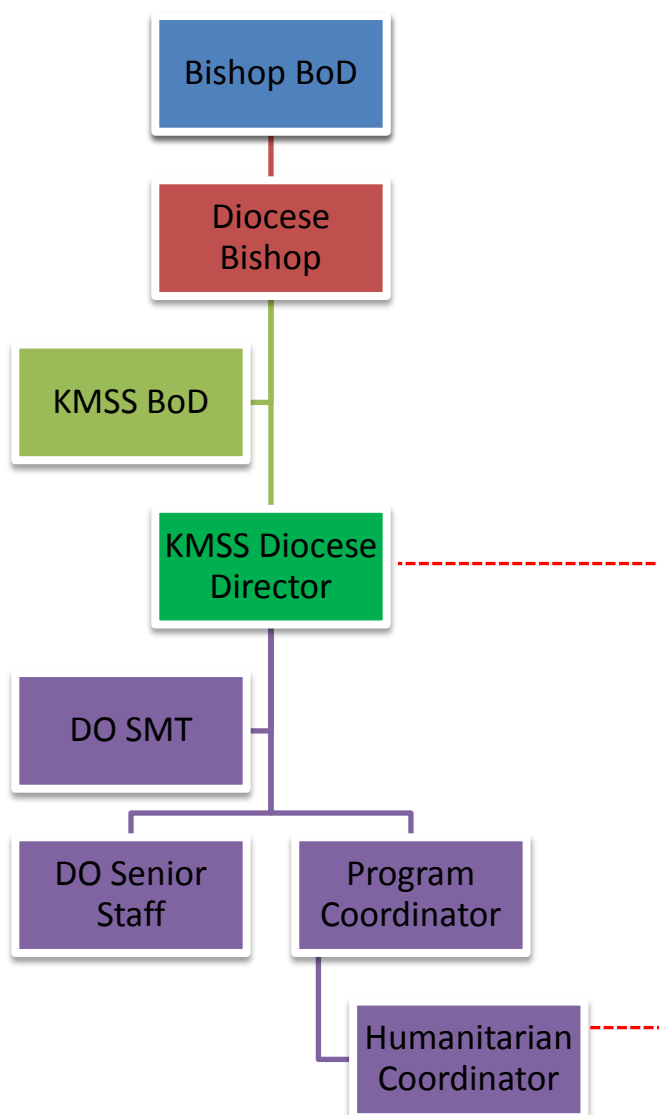 Bishop BoD
Diocese
Bishop
KMSS BoD
KMSS Diocese
Director
DO SMT
DO Senior
Staff
Program
Coordinator
Humanitarian
Coordinator